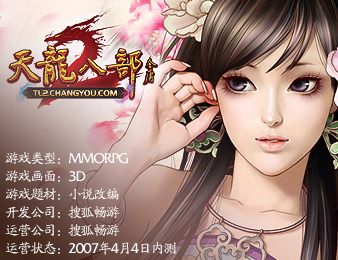 天龍八部2
TL2.CHANGYOU.COM
游戏类型：MMORPG
游戏画面：3D
游戏题材：小说改编
开发公司：搜狐畅游
运营公司：搜狐畅游
运营状态：2007年4月4日内测